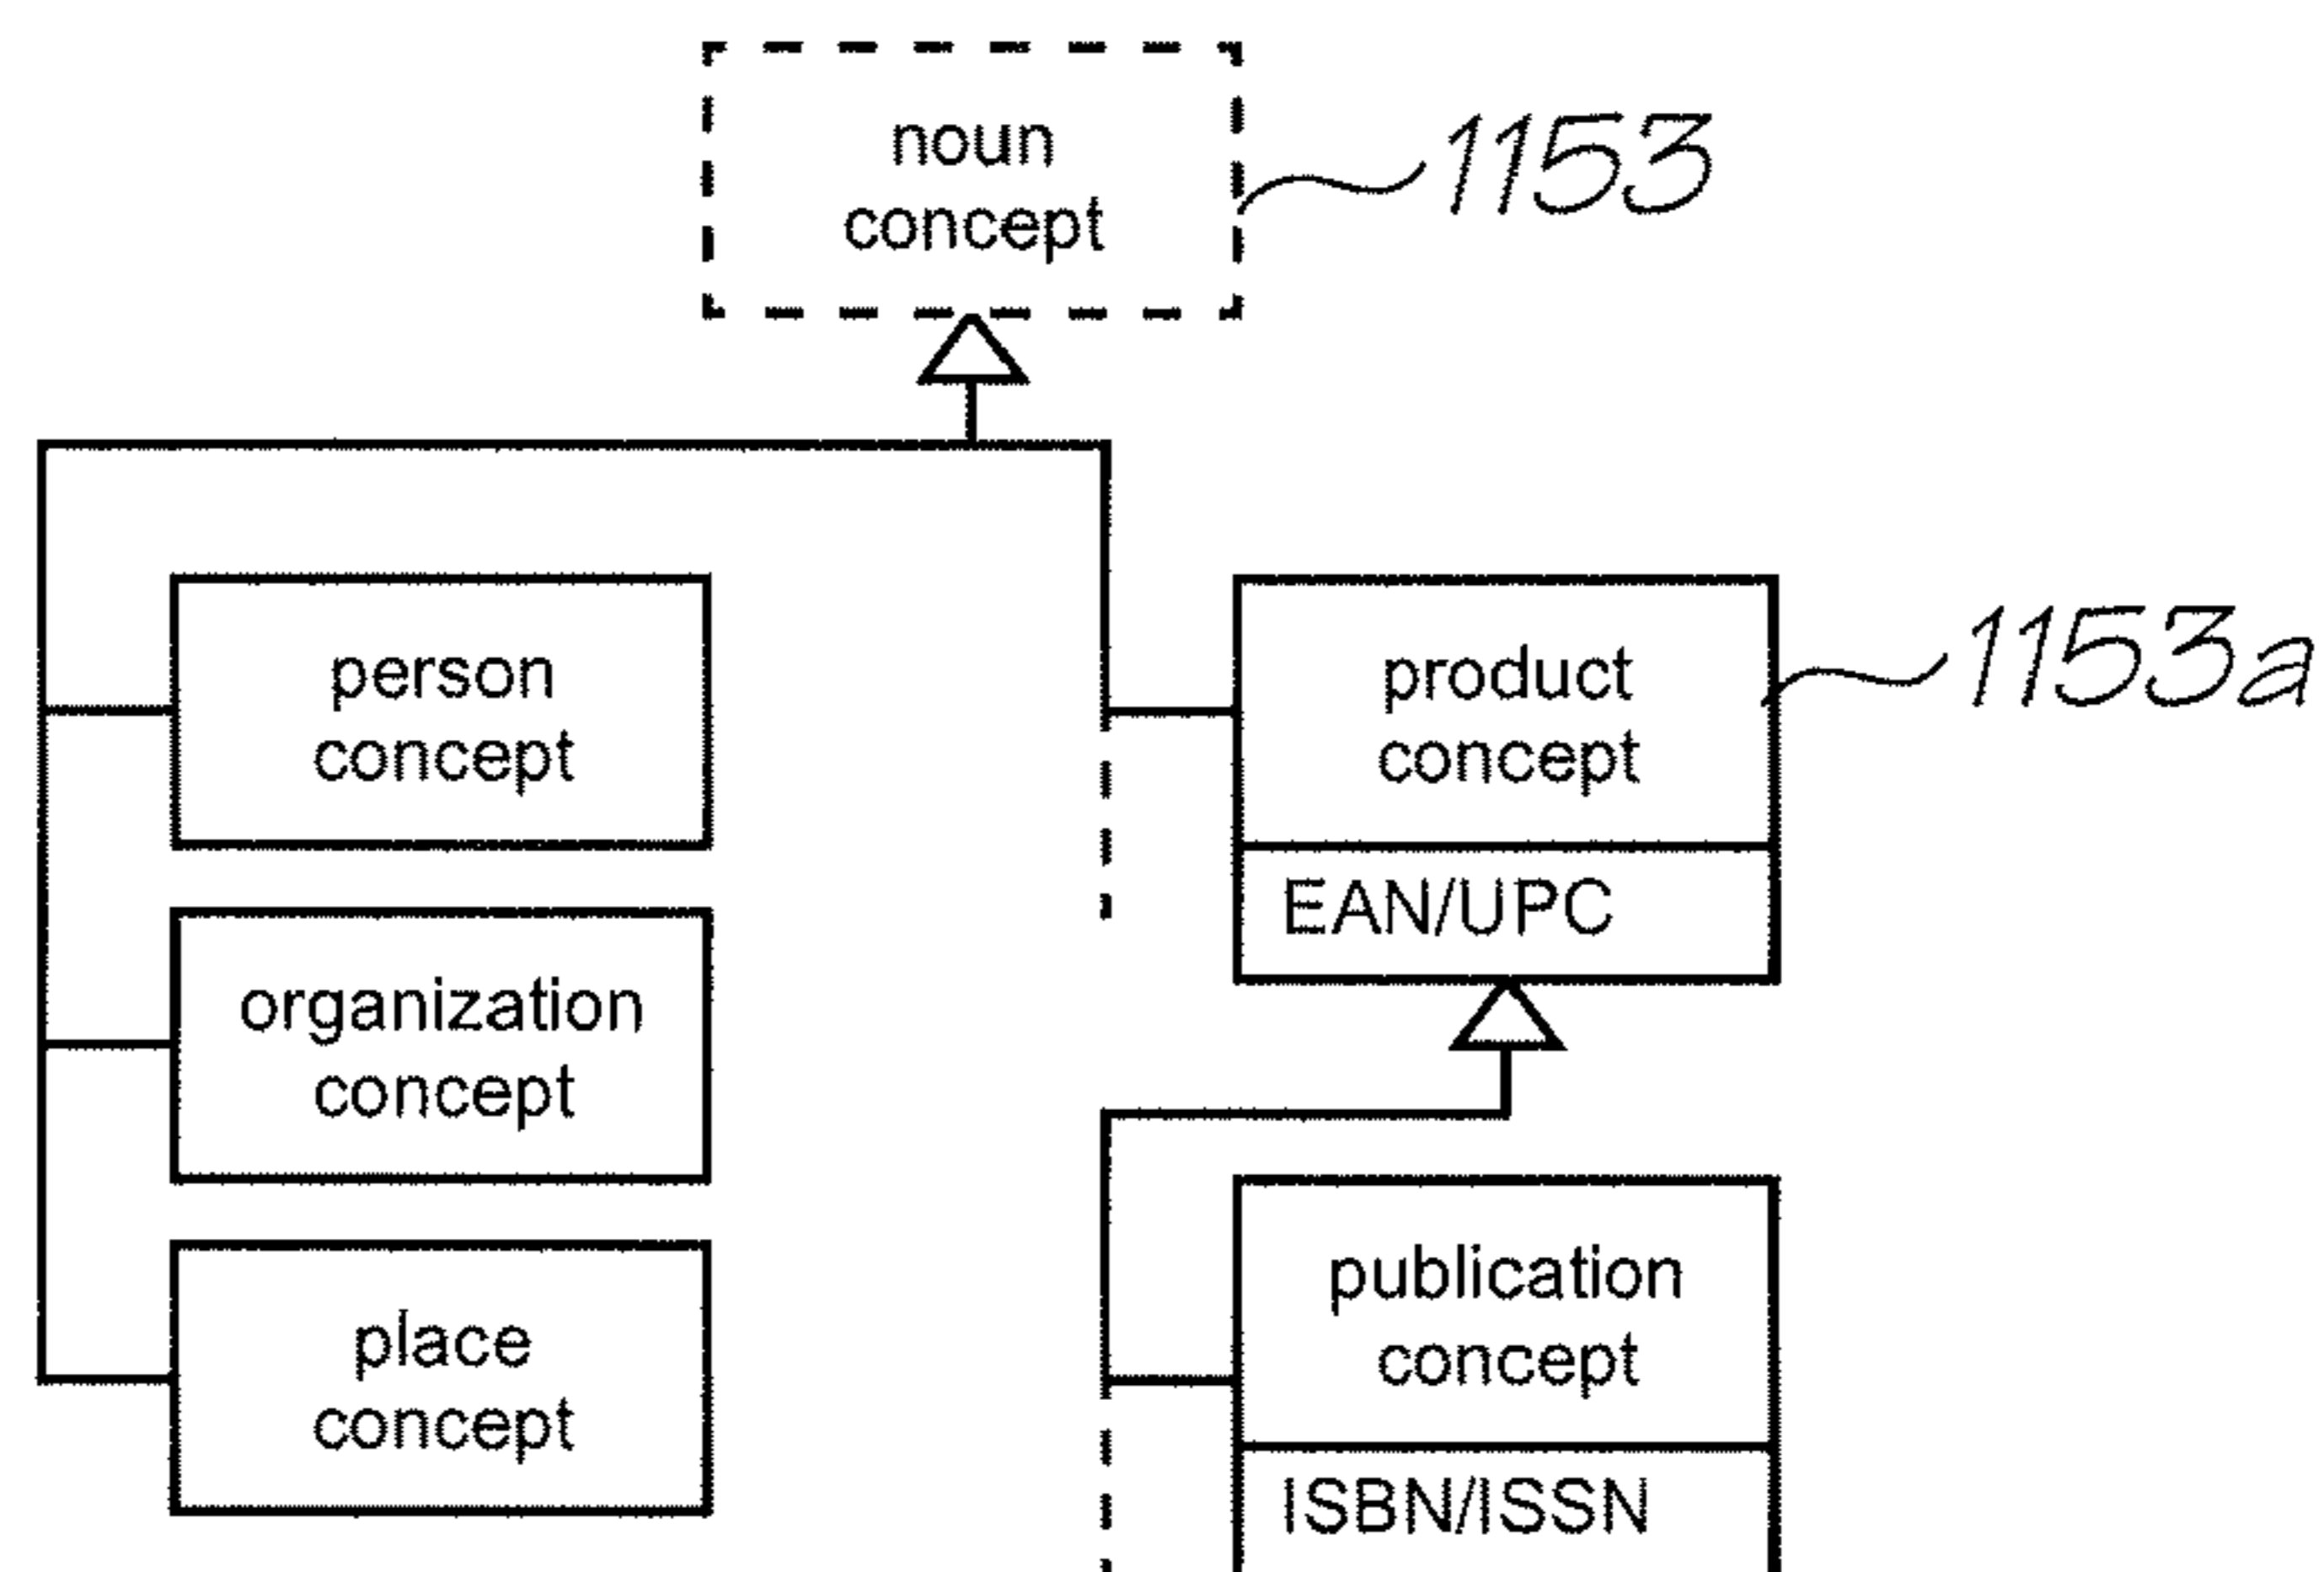 noun
concept
1153
person
concept
product
concept
1153a
EAN/UPC
organization
concept
publication
concept
place
concept
ISBN/ISSN